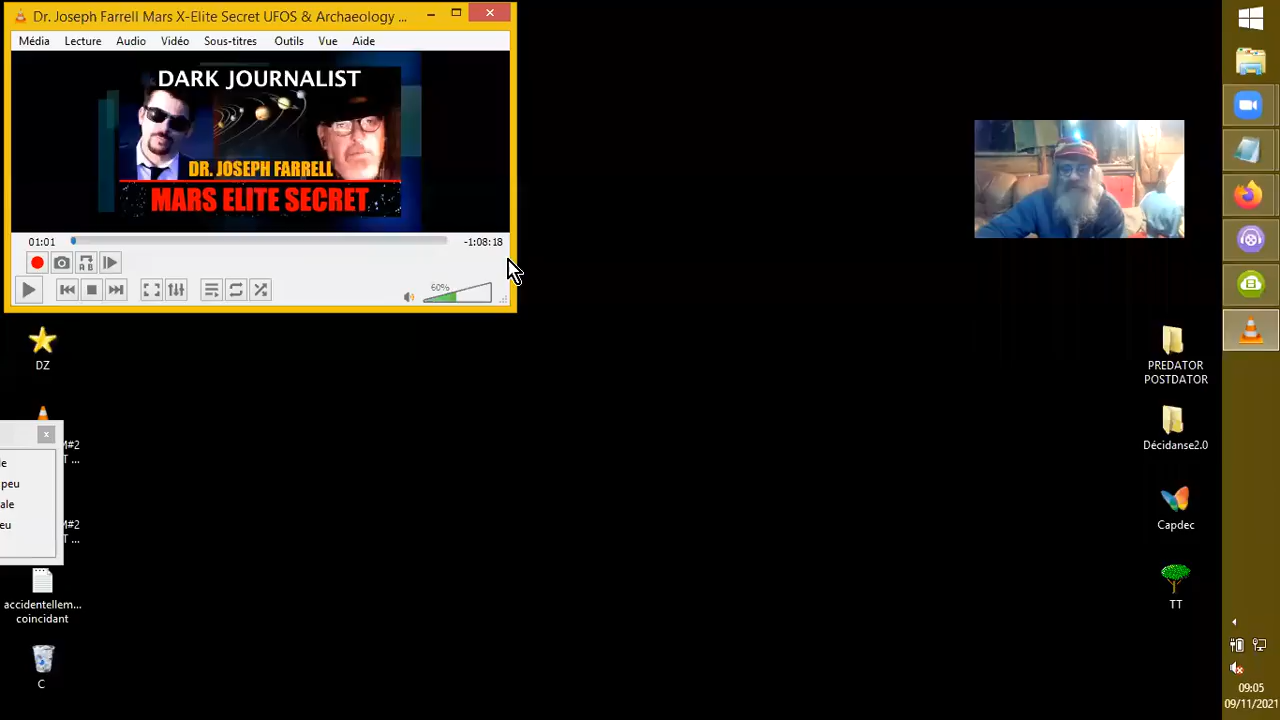 Dr. Joseph Farrell Mars X-Elite Secret UFOS & Archaeology ...
Média Lecture Audio Vidéo Sous-titres Outils Vue Aide
DARK JOURNALIST
DR. JOSEPH FARRELL
MARS ELITE SECRET
01:01
-1:08:18
60%
DZ
M#2
T ...
le
peu
ale
eu
M#2
T ...
accidentellem...
coincidant
C
PREDATOR
POSTDATOR
Décidanse2.0
Capdec
TT
09:05
09/11/2021